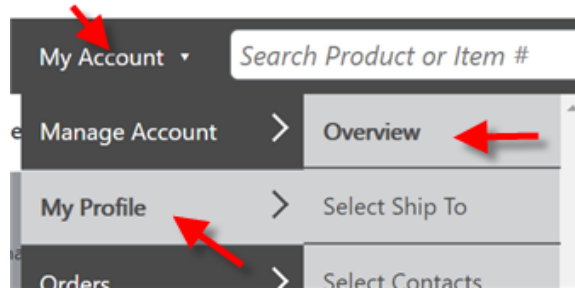 My Account
Search Product or Item #
Manage Account
Overview
My Profile
Select Ship To
Orders
Select Contacts